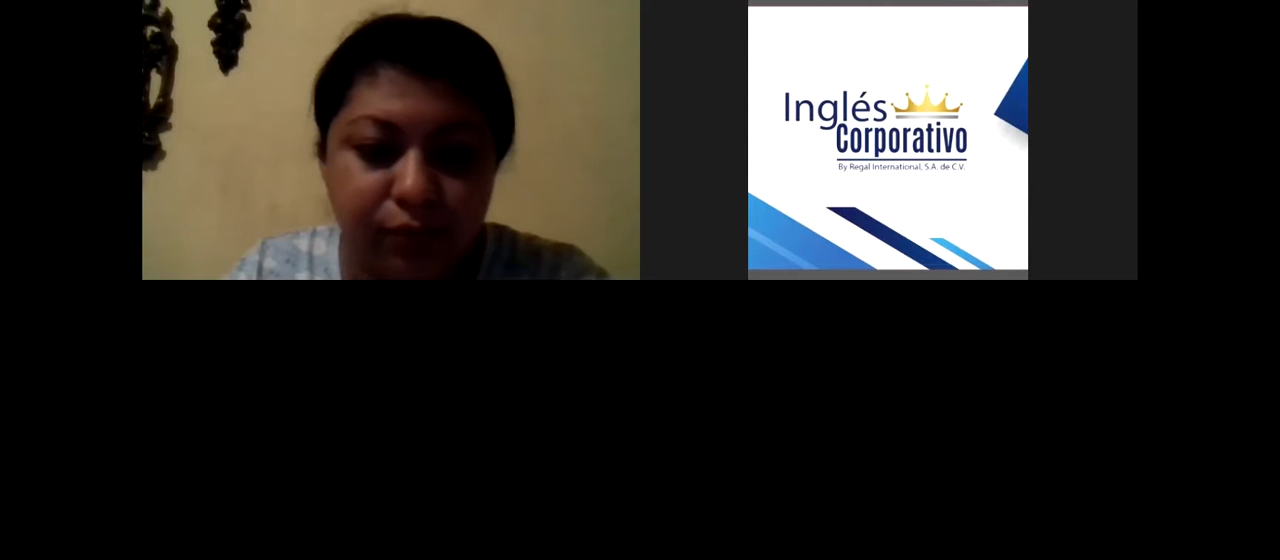 Inglés
Corporativo
By Regal International, S.A. de C.V.